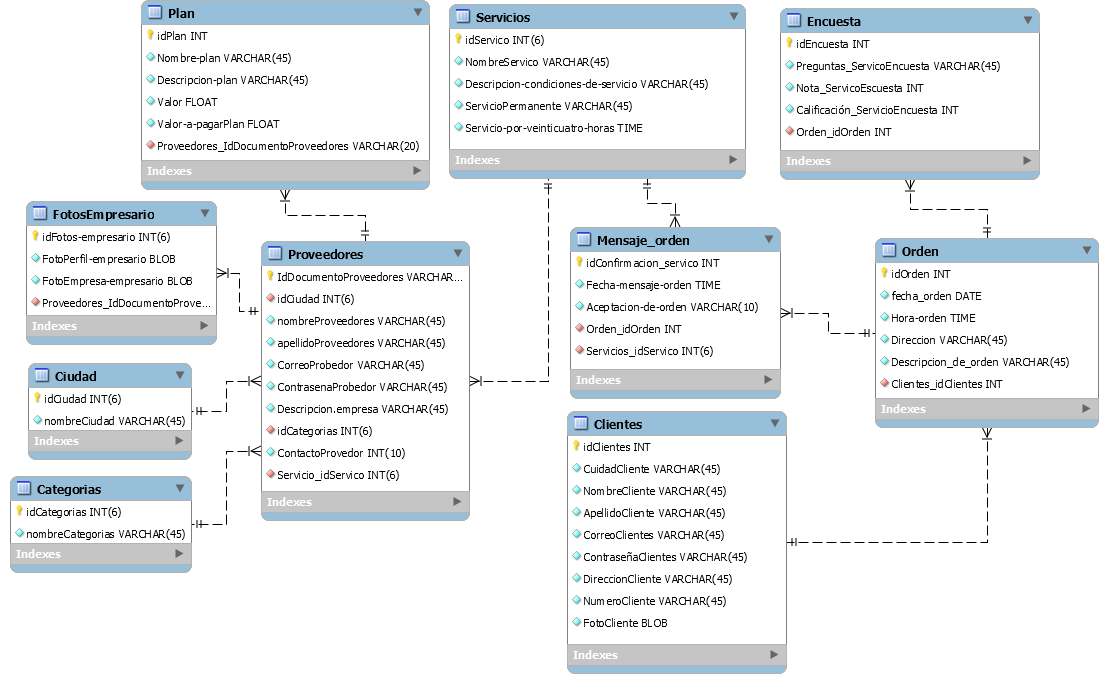 Plan
idPlan INT
Nombre-plan VARCHAR(45)
Descripcion-plan VARCHAR(45)
Valor FLOAT
Valor-a-pagarPlan FLOAT
Proveedores_IdDocumentoProveedores VARCHAR(20)
Indexes
Servicios
idServico INT(6)
NombreServico VARCHAR(45)
Descripcion-condiciones-de-servicio VARCHAR(45)
ServicioPermanente VARCHAR(45)
Servicio-por-veinticuatro-horas TIME
Indexes
Encuesta
idEncuesta INT
Preguntas_ServicoEncuesta VARCHAR(45)
Nota_ServicoEscuesta INT
Calificación_ServicioEncuesta INT
Orden_idOrden INT
Indexes
FotosEmpresario
idFotos-empresario INT(6)
FotoPerfil-empresario BLOB
FotoEmpresa-empresario BLOB
Proveedores_IdDocumentoProve...
Indexes
Proveedores
IdDocumentoProveedores VARCHAR...
idCiudad INT(6)
nombreProveedores VARCHAR(45)
apellidoProveedores VARCHAR(45)
CorreoProbedor VARCHAR(45)
ContrasenaProbedor VARCHAR(45)
Descripcion.empresa VARCHAR(45)
idCategorias INT(6)
ContactoProvedor INT(10)
Servicio_idServico INT(6)
Indexes
Mensaje_orden
idConfirmacion_servico INT
Fecha-mensaje-orden TIME
Aceptacion-de-orden VARCHAR(10)
Orden_idOrden INT
Servicios_idServico INT(6)
Indexes
Orden
idOrden INT
fecha_orden DATE
Hora-orden TIME
Direccion VARCHAR(45)
Descripcion_de_orden VARCHAR(45)
Clientes_idClientes INT
Indexes
Ciudad
idCiudad INT(6)
nombreCiudad VARCHAR(45)
Indexes
Categorias
idCategorias INT(6)
nombreCategorias VARCHAR(45)
Indexes
Clientes
idClientes INT
CuidadCliente VARCHAR(45)
NombreCliente VARCHAR(45)
ApellidoCliente VARCHAR(45)
CorreoClientes VARCHAR(45)
ContraseñaClientes VARCHAR(45)
DireccionCliente VARCHAR(45)
NumeroCliente VARCHAR(45)
FotoCliente BLOB
Indexes